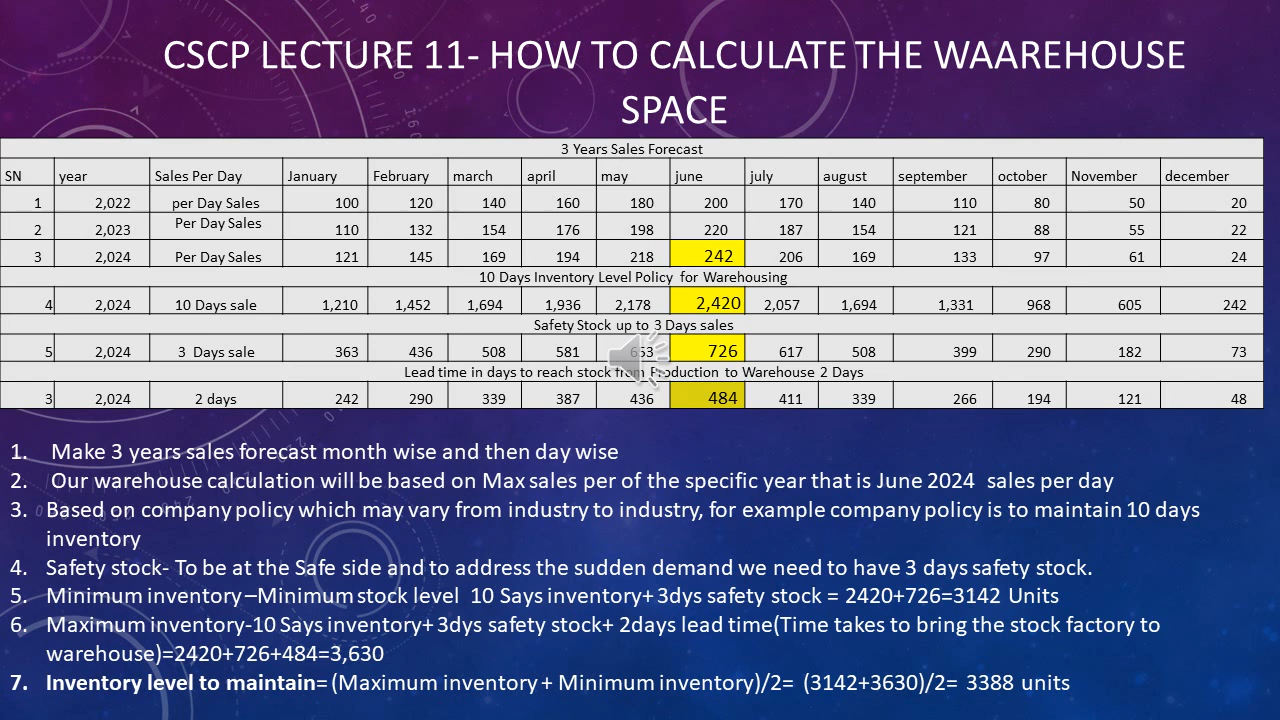 CSCP LECTURE 11- HOW TO CALCULATE THE WAAREHOUSE
SPACE
3 Years Sales Forecast
SN year Sales Per Day January February march april may june july august september october November december
1 2,022 per Day Sales 100 120 140 160 180 200 170 140 110 80 50 20
2 2,023 Per Day Sales 110 132 154 176 198 220 187 154 121 88 55 22
3 2,024 Per Day Sales 121 145 169 194 218 242 206 169 133 97 61 24
10 Days Inventory Level Policy for Warehousing
4 2,024 10 Days sale 1,210 1,452 1,694 1,936 2,178 2,420 2,057 1,694 1,331 968 605 242
Safety Stock up to 3 Days sales
5 2,024 3 Days sale 363 436 508 581 653 726 617 508 399 290 182 73
Lead time in days to reach stock from Production to Warehouse 2 Days
3 2,024 2 days 242 290 339 387 436 484 411 339 266 194 121 48
1. Make 3 years sales forecast month wise and then day wise
2. Our warehouse calculation will be based on Max sales per of the specific year that is June 2024 sales per day
3. Based on company policy which may vary from industry to industry, for example company policy is to maintain 10 days
inventory
4. Safety stock- To be at the Safe side and to address the sudden demand we need to have 3 days safety stock.
5. Minimum inventory –Minimum stock level 10 Says inventory+ 3dys safety stock = 2420+726=3142 Units
6. Maximum inventory-10 Says inventory+ 3dys safety stock+ 2days lead time(Time takes to bring the stock factory to
warehouse)=2420+726+484=3,630
7. Inventory level to maintain= (Maximum inventory + Minimum inventory)/2= (3142+3630)/2= 3388 units